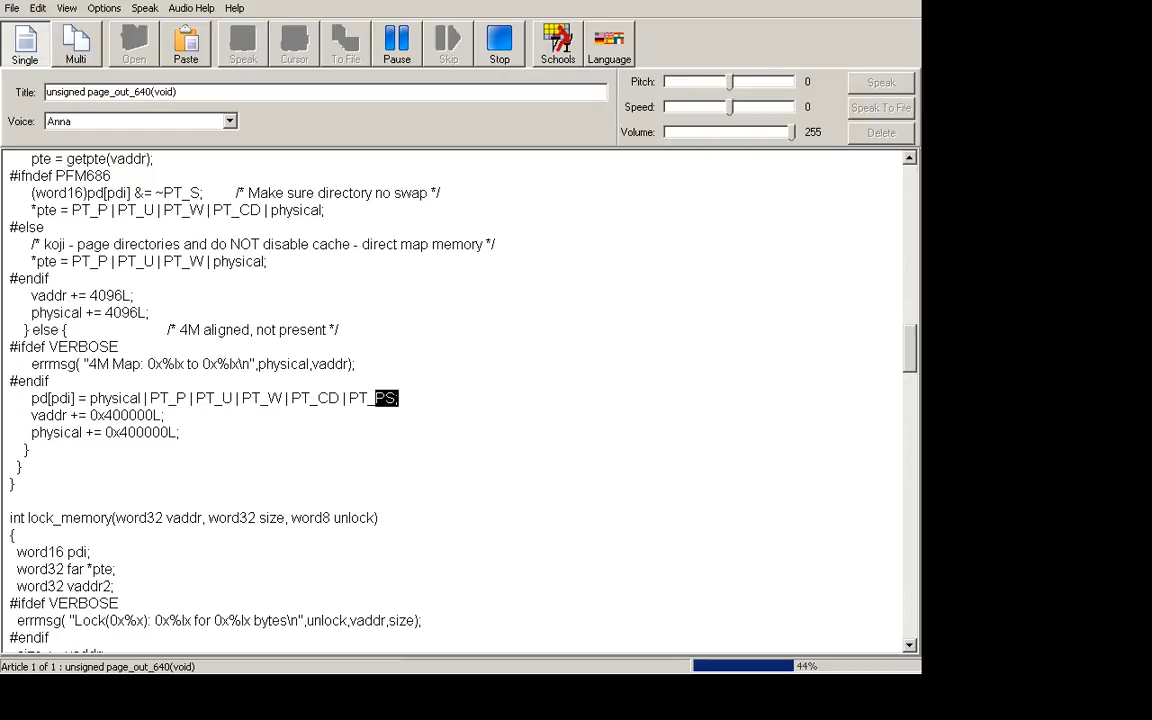 File Edit View Options Speak Audio Help Help
Single Multi Open Paste Speak Cursor To File Pause Skip Stop Schools Language
Title: unsigned page_out_640(void)
Voice: Anna
Pitch: 0 Speak
Speed: 0 Speak To File
Volume: 255 Delete
pte = getpte(vaddr);
#ifndef PFM686
(word16)pd[pdi] &= ~PT_S; /* Make sure directory no swap */
*pte = PT_P | PT_U | PT_W | PT_CD | physical;
#else
/* koji - page directories and do NOT disable cache - direct map memory */
*pte = PT_P | PT_U | PT_W | physical;
#endif
vaddr += 4096L;
physical += 4096L;
} else { /* 4M aligned, not present */
#ifdef VERBOSE
errmsg( "4M Map: 0x%lx to 0x%lx\n",physical,vaddr);
#endif
pd[pdi] = physical | PT_P | PT_U | PT_W | PT_CD | PT_PS;
vaddr += 0x400000L;
physical += 0x400000L;
}
}
}
int lock_memory(word32 vaddr, word32 size, word8 unlock)
{
word16 pdi;
word32 far *pte;
word32 vaddr2;
#ifdef VERBOSE
errmsg( "Lock(0x%x): 0x%lx for 0x%lx bytes\n",unlock,vaddr,size);
#endif
Article 1 of 1 : unsigned page_out_640(void) 44%